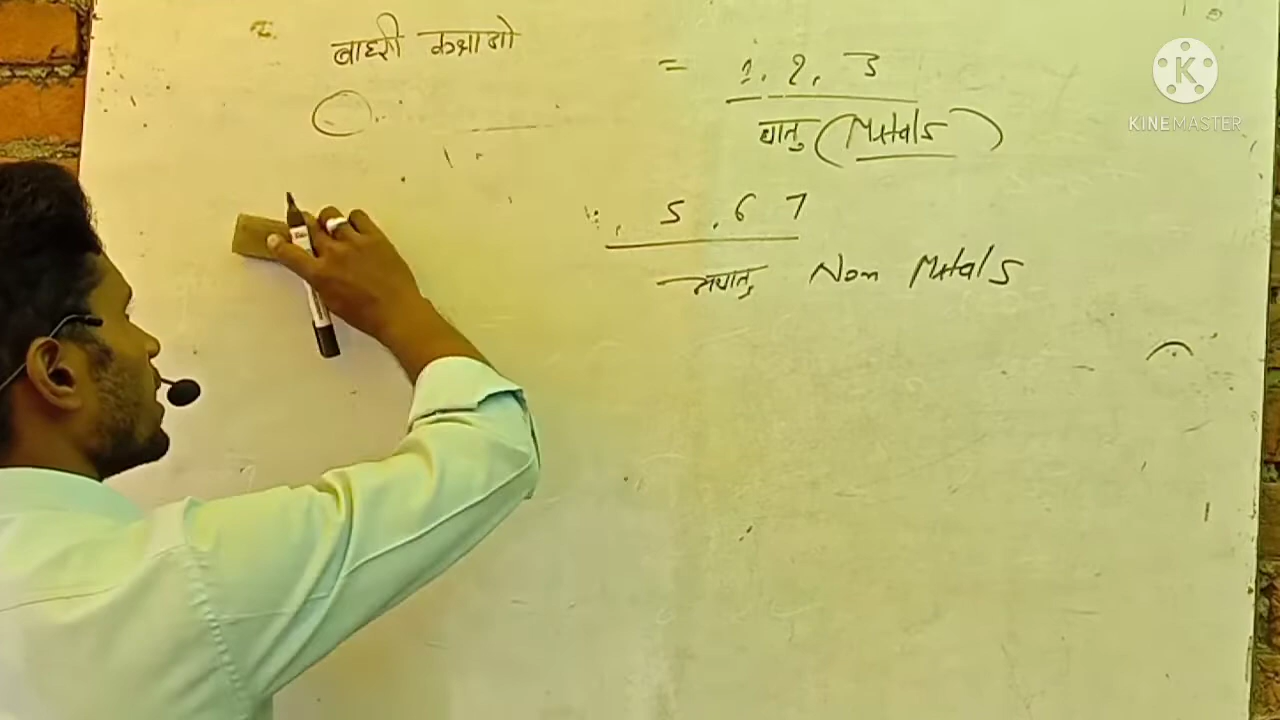 बाहरी कक्षाओ
= 1, 2, 3
धातु (Metals)
, 5, 6 7
अधातु Non Metals
K
KINEMASTER